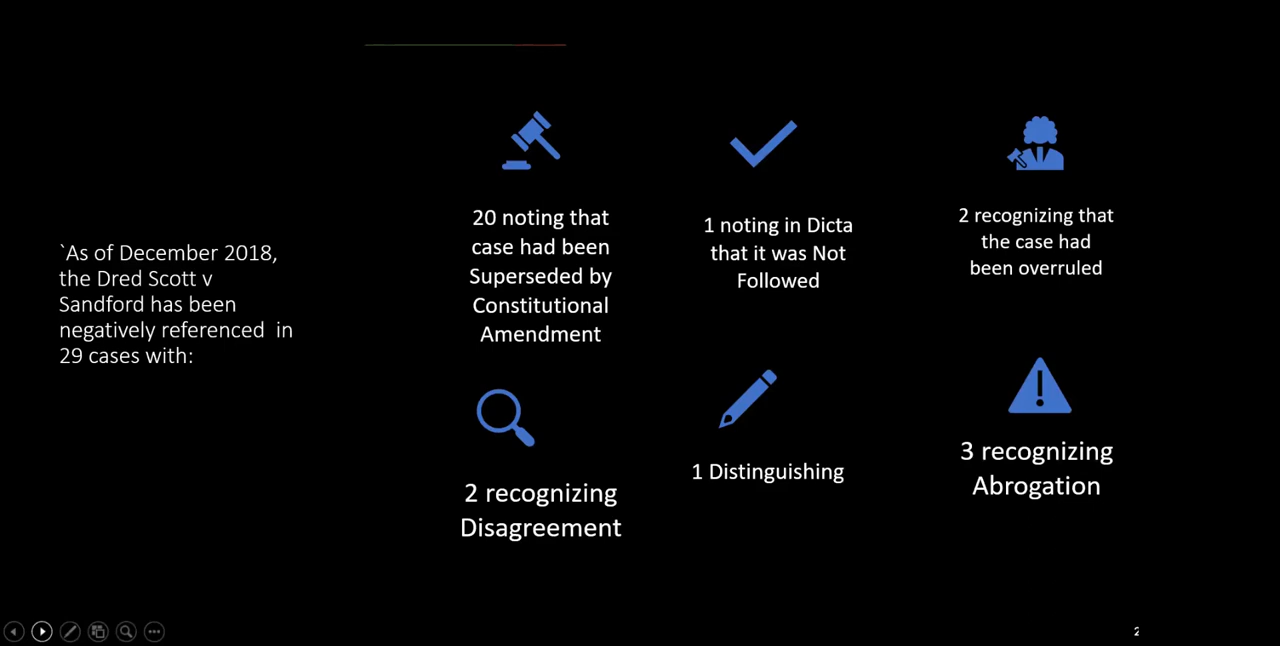 `As of December 2018,
the Dred Scott v
Sandford has been
negatively referenced  in
29 cases with:
20 noting that
case had been
Superseded by
Constitutional
Amendment
1 noting in Dicta
that it was Not
Followed
2 recognizing that
the case had
been overruled
2 recognizing
Disagreement
1 Distinguishing
3 recognizing
Abrogation